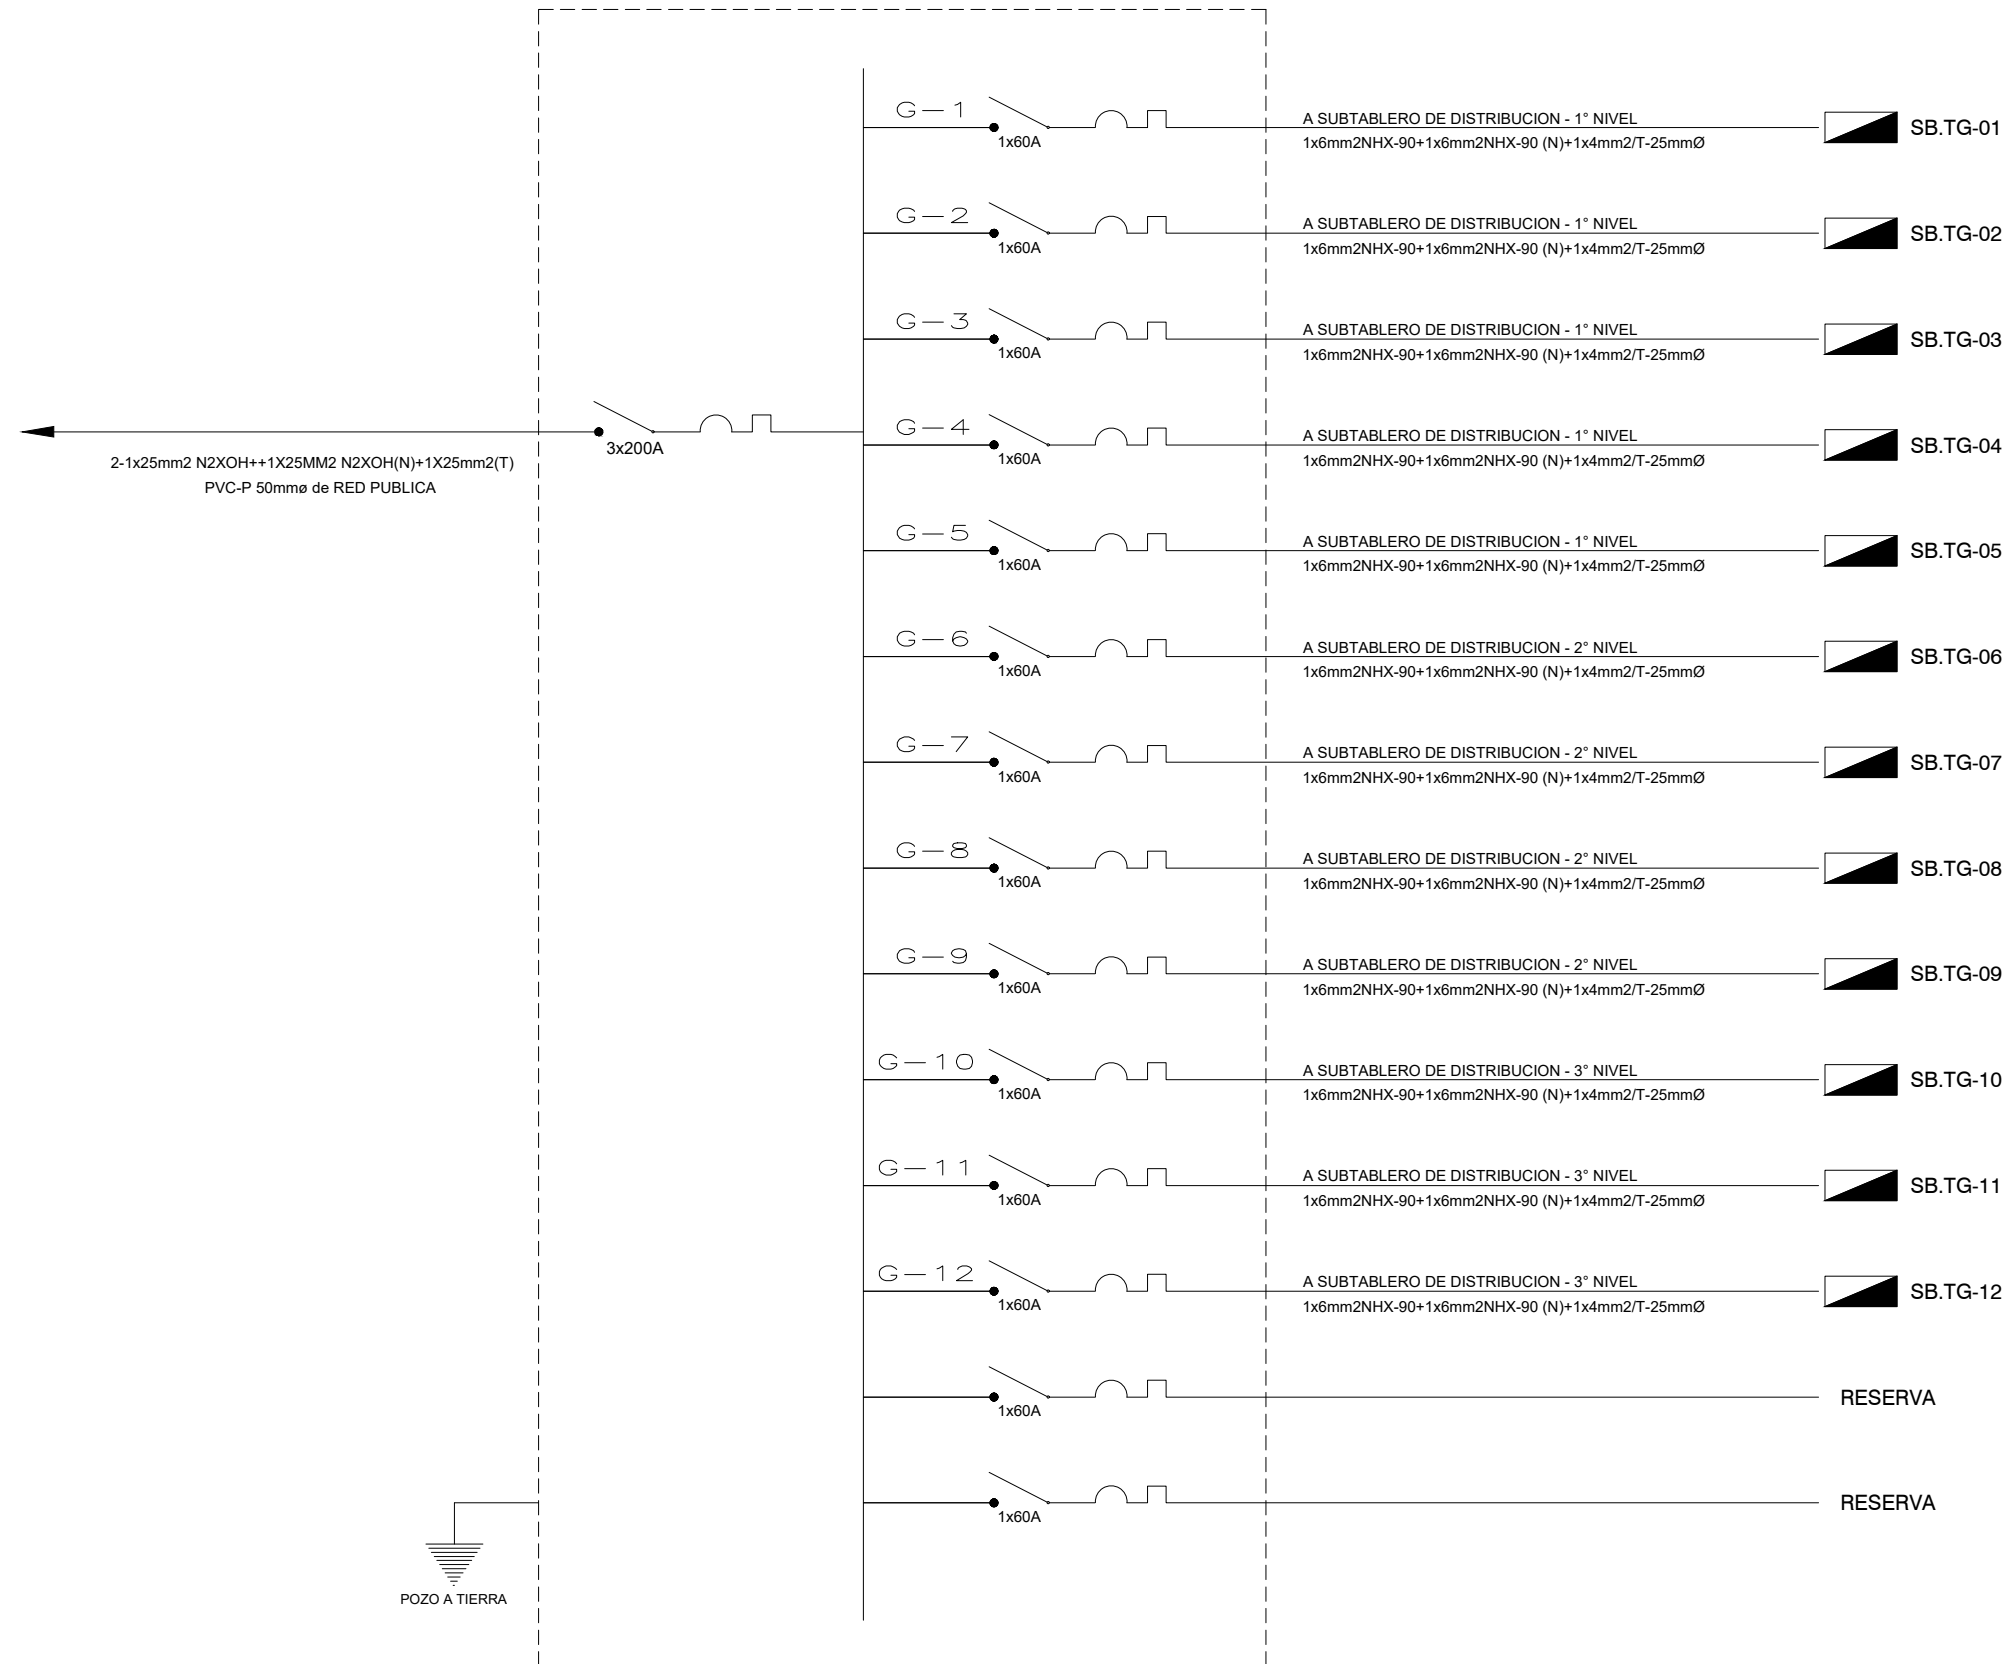 G-1
1x60A
A SUBTABLERO DE DISTRIBUCION - 1° NIVEL
1x6mm2NHX-90+1x6mm2NHX-90 (N)+1x4mm2/T-25mmØ
SB.TG-01
G-2
1x60A
A SUBTABLERO DE DISTRIBUCION - 1° NIVEL
1x6mm2NHX-90+1x6mm2NHX-90 (N)+1x4mm2/T-25mmØ
SB.TG-02
G-3
1x60A
A SUBTABLERO DE DISTRIBUCION - 1° NIVEL
1x6mm2NHX-90+1x6mm2NHX-90 (N)+1x4mm2/T-25mmØ
SB.TG-03
3x200A
2-1x25mm2 N2XOH++1X25MM2 N2XOH(N)+1X25mm2(T)
PVC-P 50mmø de RED PUBLICA
G-4
1x60A
A SUBTABLERO DE DISTRIBUCION - 1° NIVEL
1x6mm2NHX-90+1x6mm2NHX-90 (N)+1x4mm2/T-25mmØ
SB.TG-04
G-5
1x60A
A SUBTABLERO DE DISTRIBUCION - 1° NIVEL
1x6mm2NHX-90+1x6mm2NHX-90 (N)+1x4mm2/T-25mmØ
SB.TG-05
G-6
1x60A
A SUBTABLERO DE DISTRIBUCION - 2° NIVEL
1x6mm2NHX-90+1x6mm2NHX-90 (N)+1x4mm2/T-25mmØ
SB.TG-06
G-7
1x60A
A SUBTABLERO DE DISTRIBUCION - 2° NIVEL
1x6mm2NHX-90+1x6mm2NHX-90 (N)+1x4mm2/T-25mmØ
SB.TG-07
G-8
1x60A
A SUBTABLERO DE DISTRIBUCION - 2° NIVEL
1x6mm2NHX-90+1x6mm2NHX-90 (N)+1x4mm2/T-25mmØ
SB.TG-08
G-9
1x60A
A SUBTABLERO DE DISTRIBUCION - 2° NIVEL
1x6mm2NHX-90+1x6mm2NHX-90 (N)+1x4mm2/T-25mmØ
SB.TG-09
G-10
1x60A
A SUBTABLERO DE DISTRIBUCION - 3° NIVEL
1x6mm2NHX-90+1x6mm2NHX-90 (N)+1x4mm2/T-25mmØ
SB.TG-10
G-11
1x60A
A SUBTABLERO DE DISTRIBUCION - 3° NIVEL
1x6mm2NHX-90+1x6mm2NHX-90 (N)+1x4mm2/T-25mmØ
SB.TG-11
G-12
1x60A
A SUBTABLERO DE DISTRIBUCION - 3° NIVEL
1x6mm2NHX-90+1x6mm2NHX-90 (N)+1x4mm2/T-25mmØ
SB.TG-12
1x60A
RESERVA
1x60A
RESERVA
POZO A TIERRA